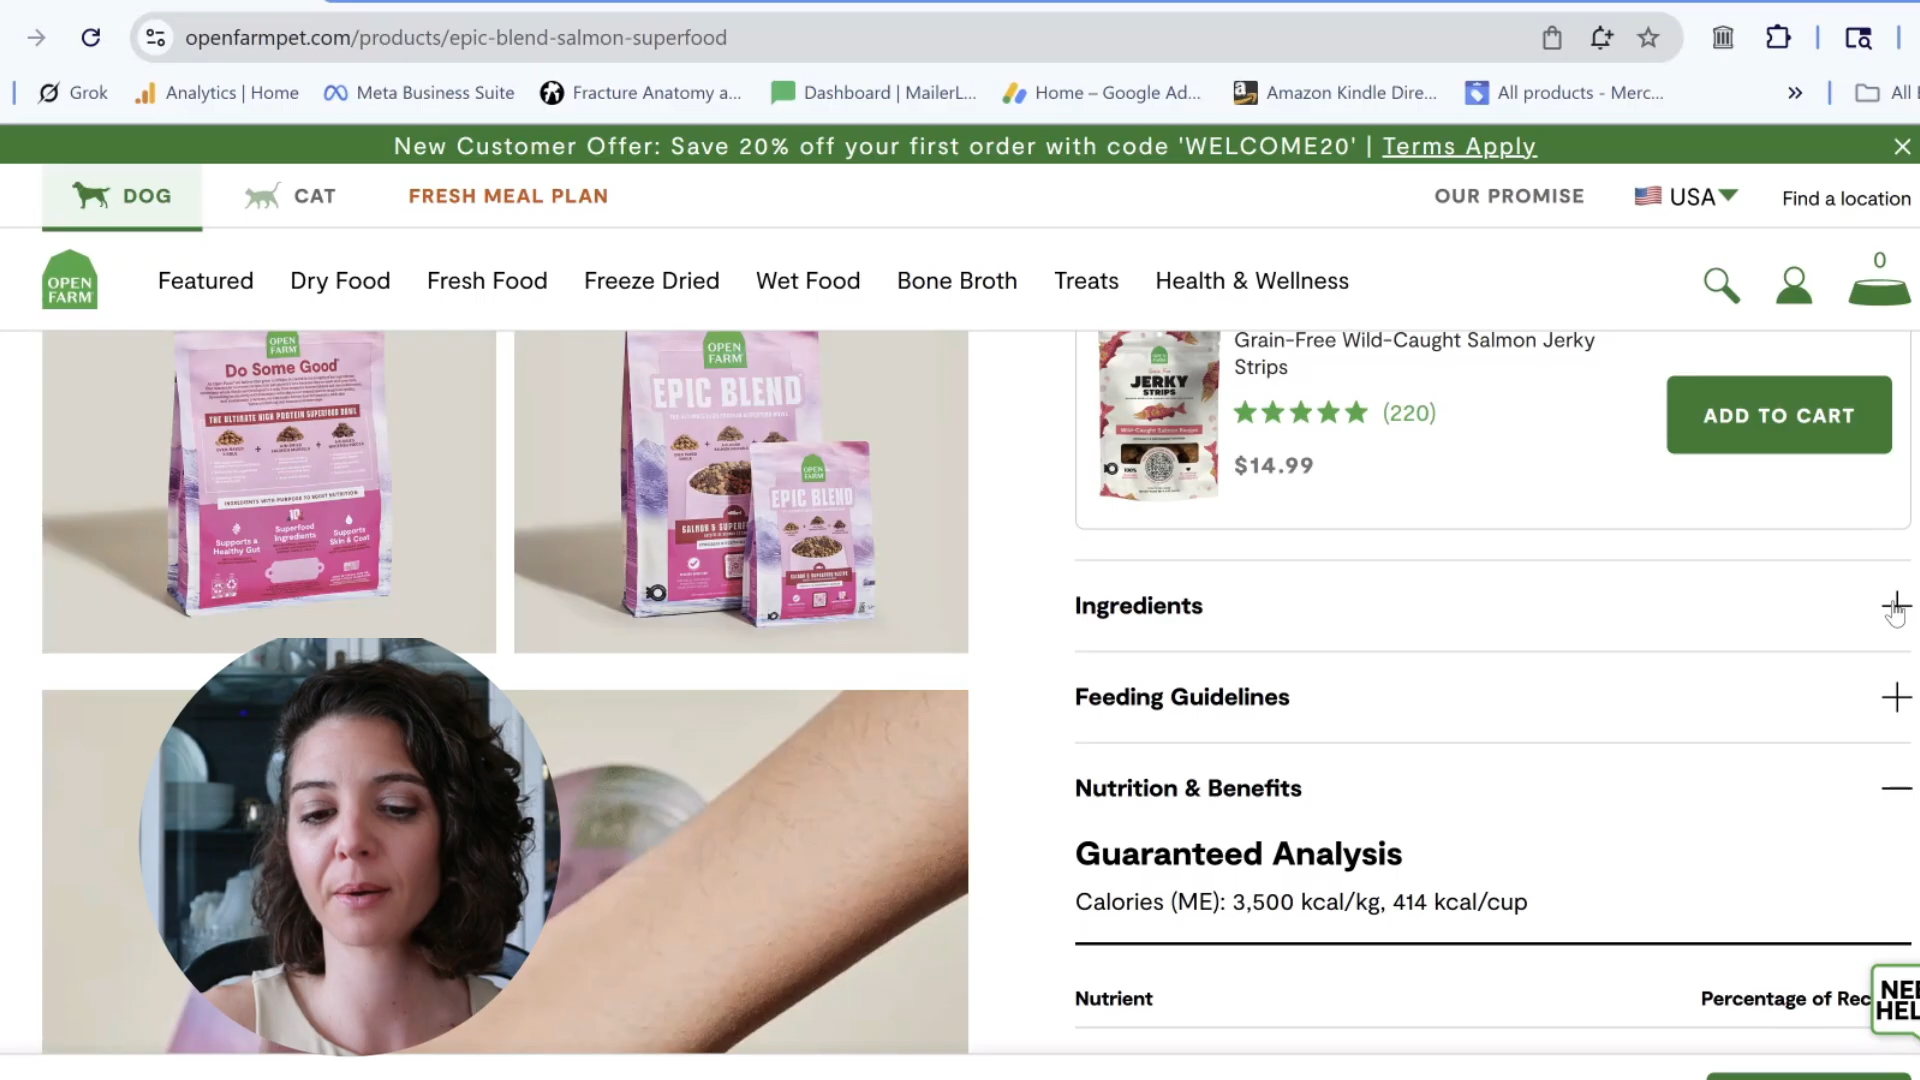 openfarmpet.com/products/epic-blend-salmon-superfood
Grok
Analytics | Home
Meta Business Suite
Fracture Anatomy a...
Dashboard | MailerL...
Home – Google Ad...
Amazon Kindle Dire...
All products - Merc...
»
All
New Customer Offer: Save 20% off your first order with code 'WELCOME20' | Terms Apply
DOG
CAT
FRESH MEAL PLAN
OUR PROMISE
USA
Find a location
OPEN FARM
Featured
Dry Food
Fresh Food
Freeze Dried
Wet Food
Bone Broth
Treats
Health & Wellness
0
OPEN FARM
Do Some Good
THE ULTIMATE HIGH PROTEIN SUPERFOOD BOWL
INGREDIENTS WITH PURPOSE TO BOOST NUTRITION
Supports a Healthy Gut
10
Superfood Ingredients
Supports Skin & Coat
OPEN FARM
EPIC BLEND
SALMON & SUPERF
OPEN FARM
EPIC BLEND
SALMON & SUPERFOOD RECIPE
JERKY STRIPS
Wild-Caught Salmon Recipe
Grain-Free Wild-Caught Salmon Jerky
Strips
(220)
$14.99
ADD TO CART
Ingredients
Feeding Guidelines
Nutrition & Benefits
Guaranteed Analysis
Calories (ME): 3,500 kcal/kg, 414 kcal/cup
Nutrient
Percentage of Rec
NEE
HEL